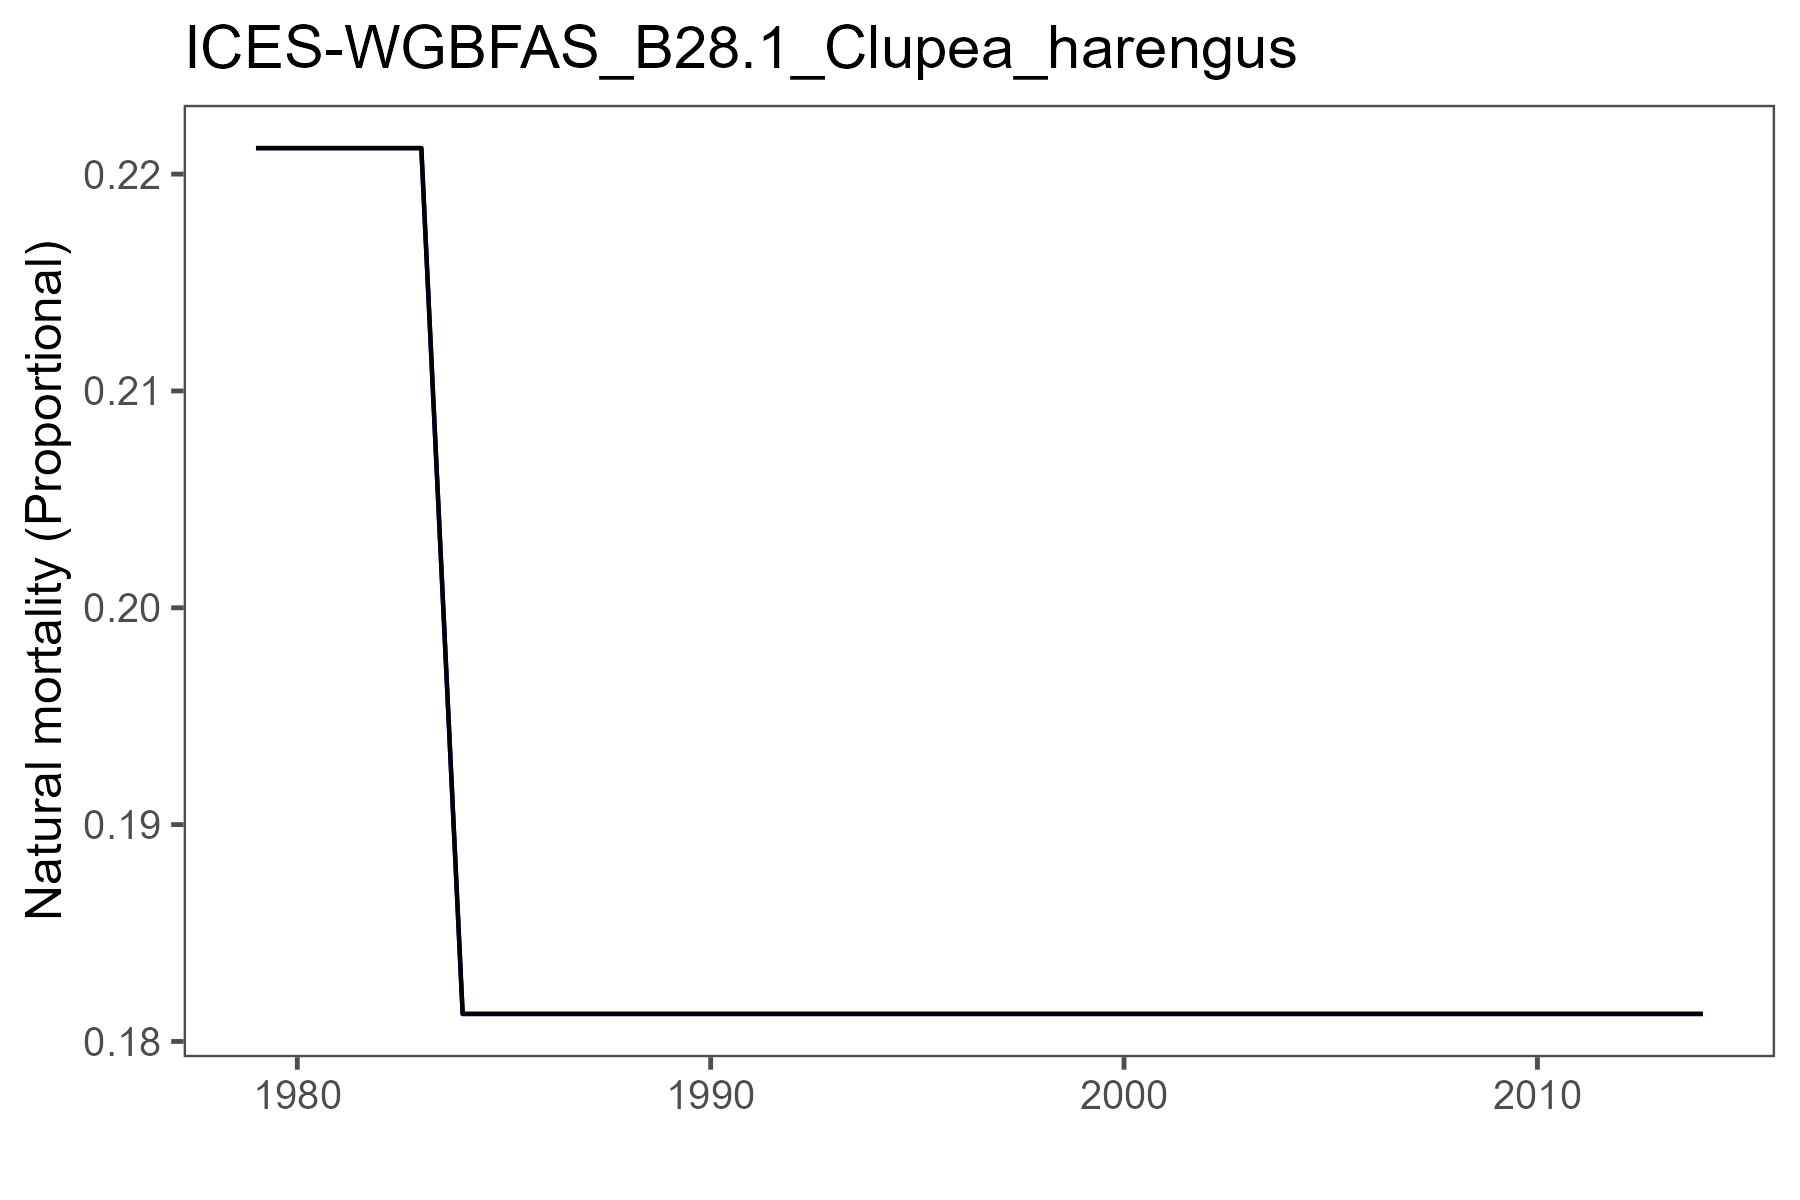 ICES-WGBFAS_B28.1_Clupea_harengus
Natural mortality (Proportional)
0.22
0.21
0.20
0.19
0.18
1980 1990 2000 2010